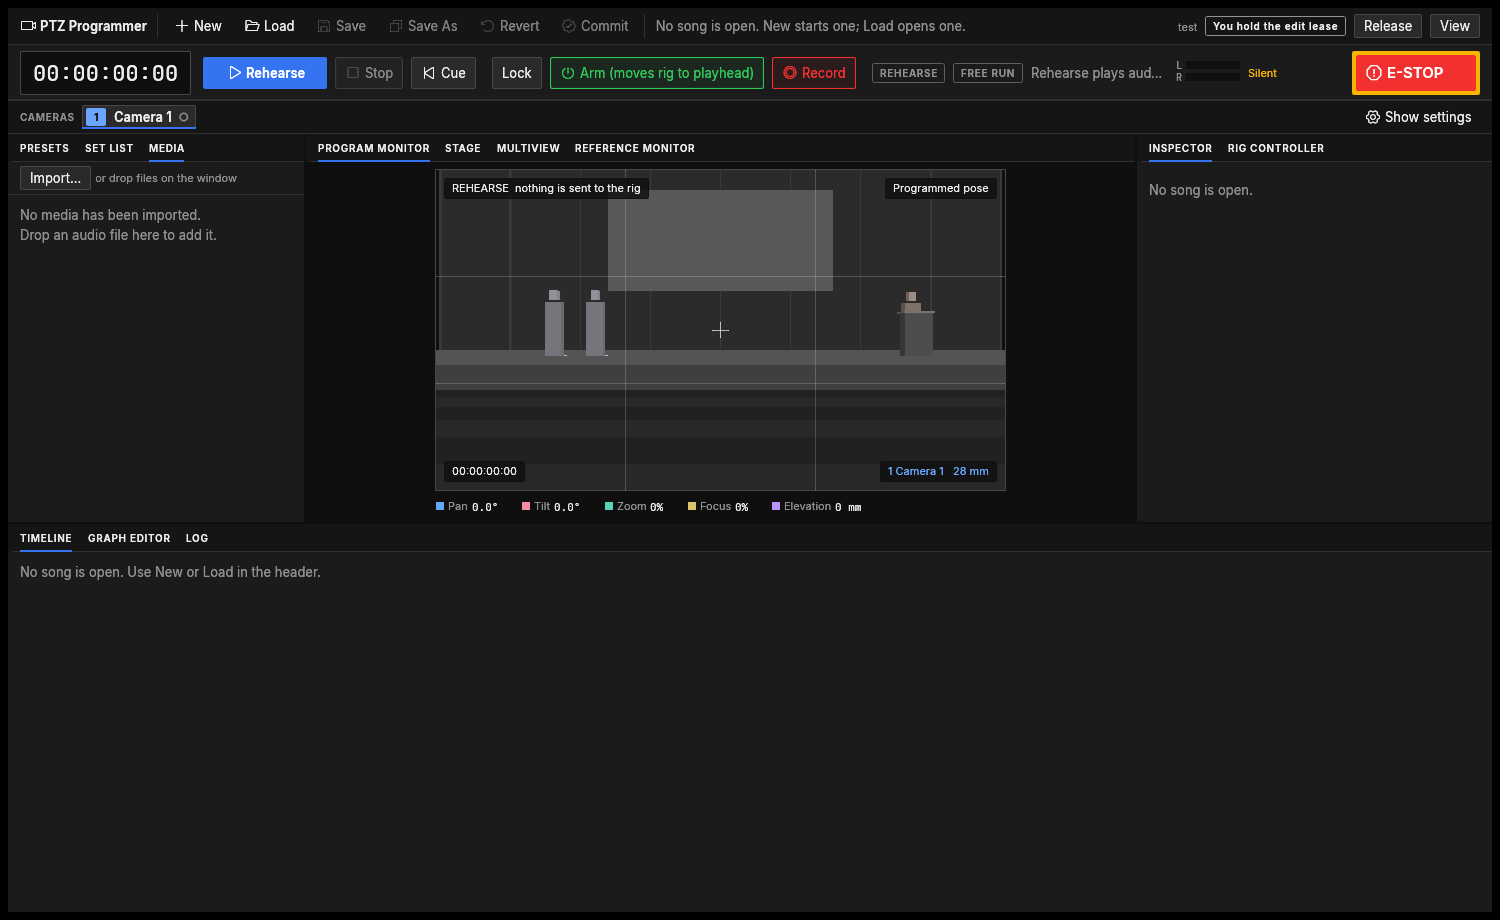 PTZ Programmer New Load Save Save As Revert Commit No song is open. New starts one; Load opens one. test You hold the edit lease Release View
00:00:00:00 Rehearse Stop Cue Lock Arm (moves rig to playhead) Record REHEARSE FREE RUN Rehearse plays aud... L R Silent E-STOP
CAMERAS 1 Camera 1 Show settings
PRESETS SET LIST MEDIA
Import... or drop files on the window
No media has been imported.
Drop an audio file here to add it.
PROGRAM MONITOR STAGE MULTIVIEW REFERENCE MONITOR
REHEARSE nothing is sent to the rig Programmed pose
00:00:00:00 1 Camera 1 28 mm
Pan 0.0° Tilt 0.0° Zoom 0% Focus 0% Elevation 0 mm
INSPECTOR RIG CONTROLLER
No song is open.
TIMELINE GRAPH EDITOR LOG
No song is open. Use New or Load in the header.